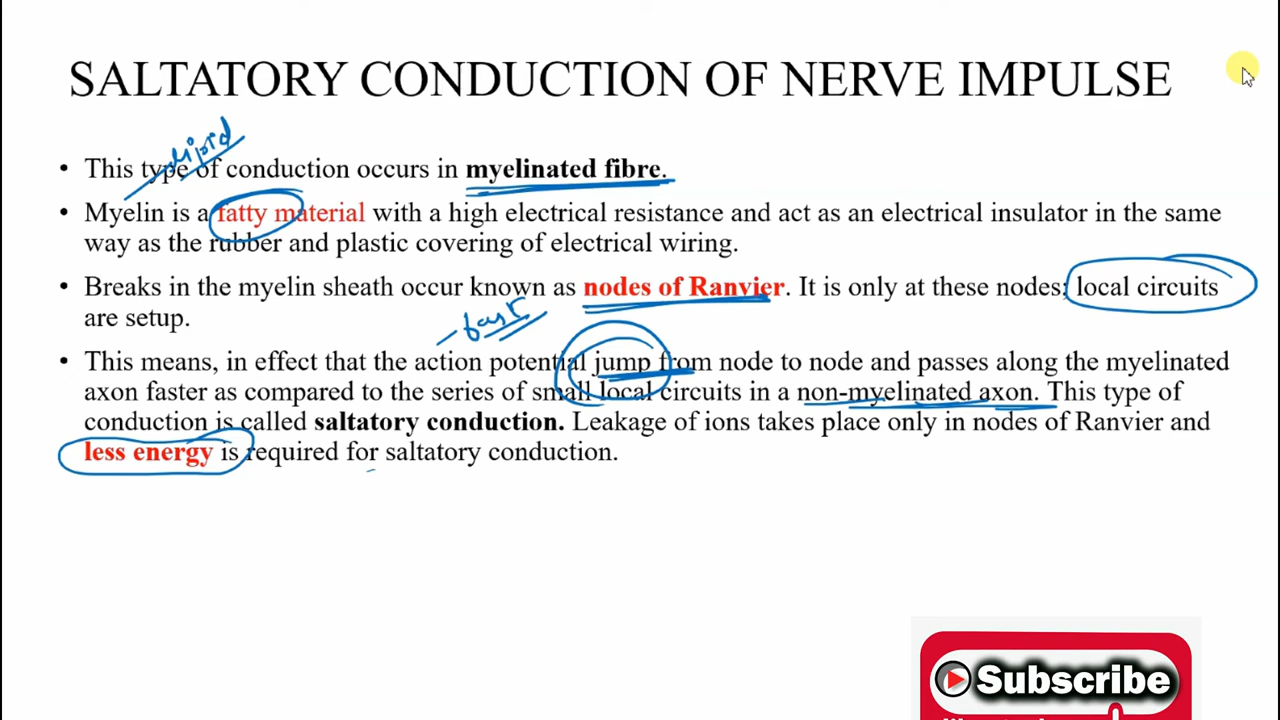 SALTATORY CONDUCTION OF NERVE IMPULSE
lipid
• This type of conduction occurs in myelinated fibre.
• Myelin is a fatty material with a high electrical resistance and act as an electrical insulator in the same
way as the rubber and plastic covering of electrical wiring.
• Breaks in the myelin sheath occur known as nodes of Ranvier. It is only at these nodes; local circuits
are setup.
fast
• This means, in effect that the action potential jump from node to node and passes along the myelinated
axon faster as compared to the series of small local circuits in a non-myelinated axon. This type of
conduction is called saltatory conduction. Leakage of ions takes place only in nodes of Ranvier and
less energy is required for saltatory conduction.
Subscribe